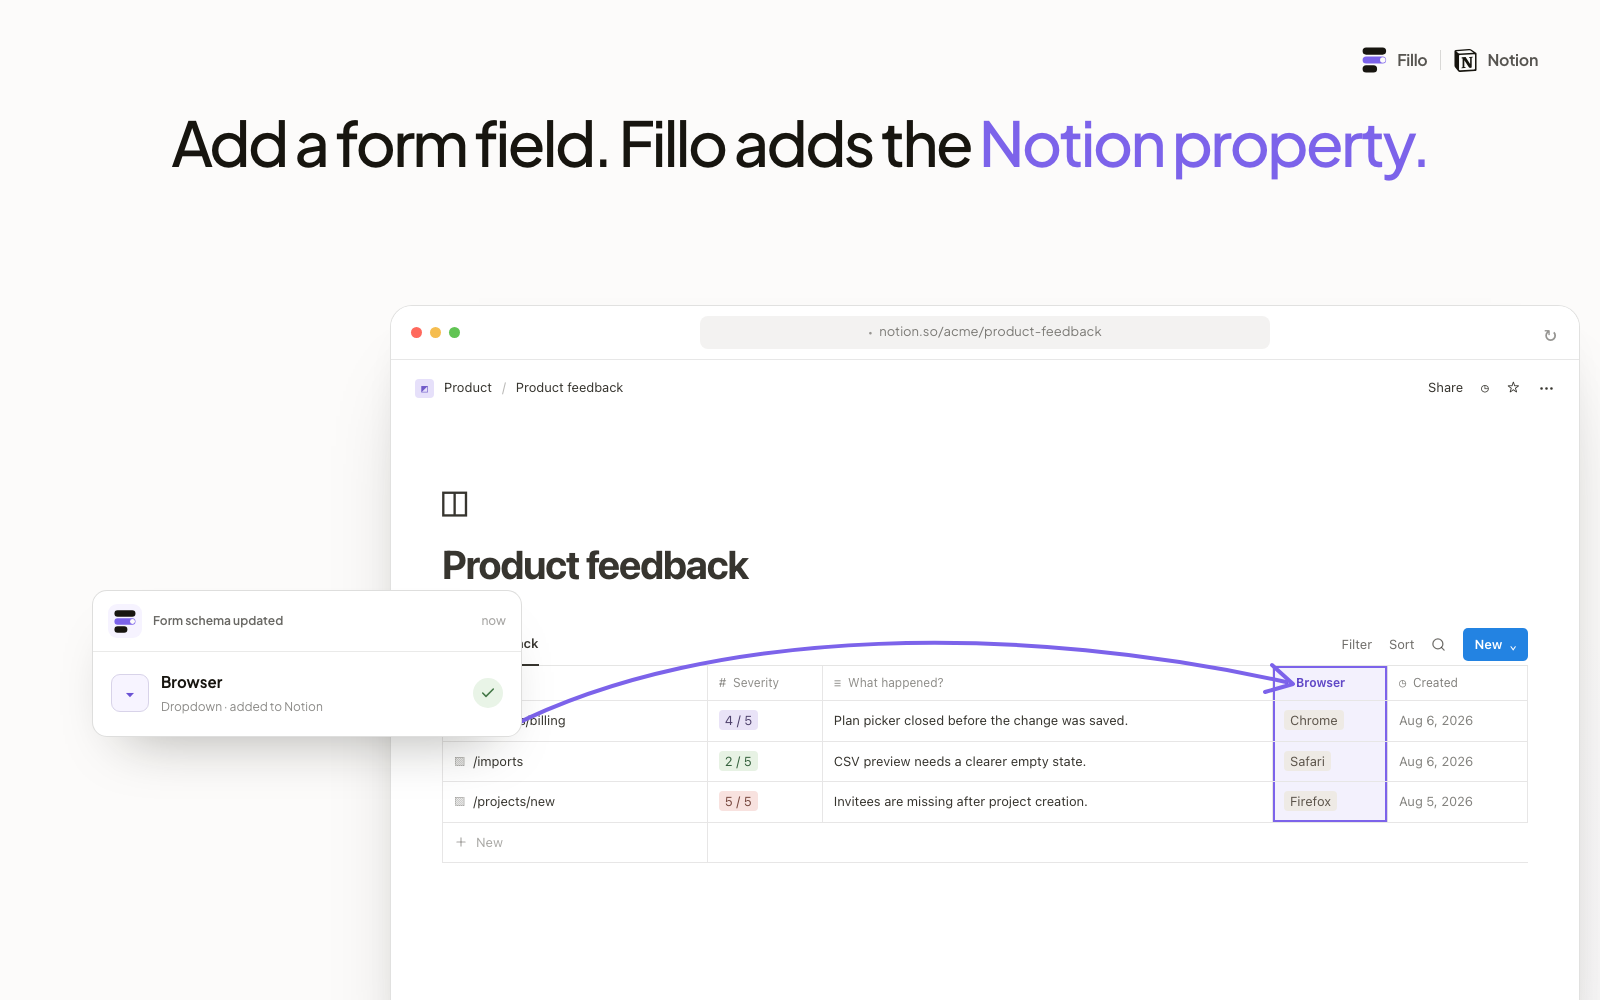 Fillo
Notion
Add a form field. Fillo adds the Notion property.
notion.so/acme/product-feedback
Product / Product feedback
Share
Product feedback
Form schema updated
now
Browser
Dropdown · added to Notion
Filter
Sort
New
# Severity
What happened?
Browser
Created
/billing
4 / 5
Plan picker closed before the change was saved.
Chrome
Aug 6, 2026
/imports
2 / 5
CSV preview needs a clearer empty state.
Safari
Aug 6, 2026
/projects/new
5 / 5
Invitees are missing after project creation.
Firefox
Aug 5, 2026
+ New